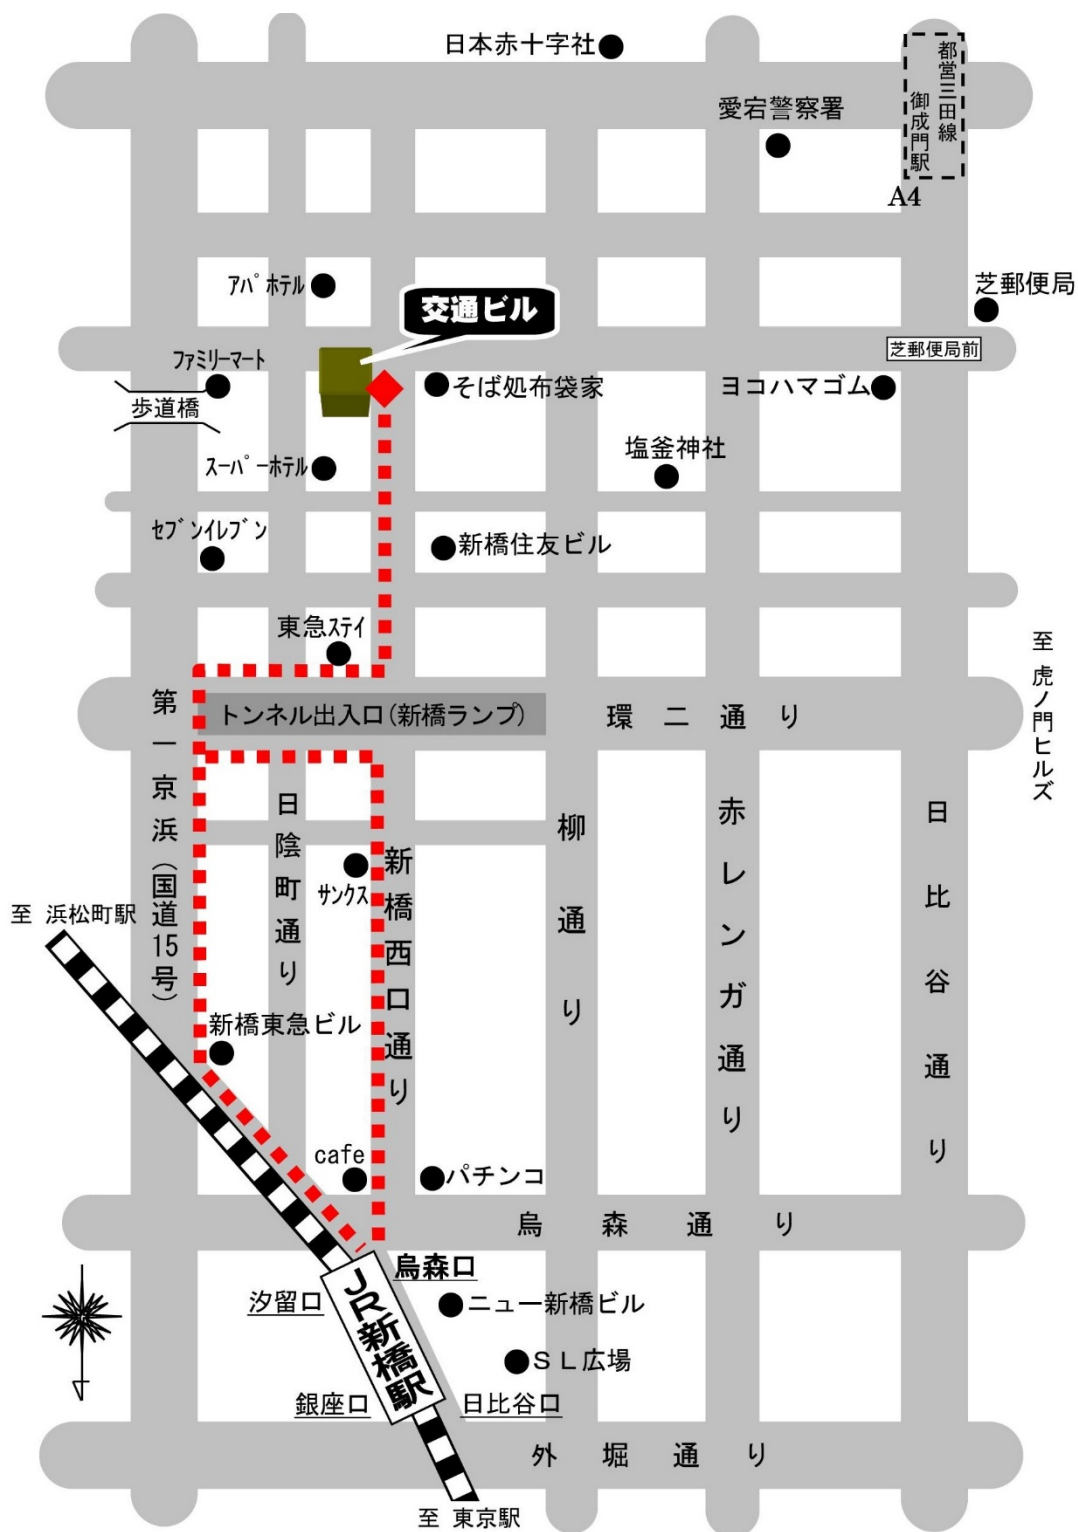 日本赤十字社
愛宕警察署
都営三田線
御成門駅
A4
アパホテル
交通ビル
芝郵便局
芝郵便局前
ファミリーマート
歩道橋
そば処布袋家
ヨコハマゴム
スーパーホテル
塩釜神社
セブンイレブン
新橋住友ビル
東急ステイ
至 虎ノ門ヒルズ
トンネル出入口(新橋ランプ)
環二通り
第一京浜(国道15号)
日陰町通り
新橋西口通り
柳通り
赤レンガ通り
日比谷通り
サンクス
至 浜松町駅
新橋東急ビル
cafe
パチンコ
烏森通り
烏森口
汐留口
JR新橋駅
ニュー新橋ビル
SL広場
銀座口
日比谷口
外堀通り
至 東京駅